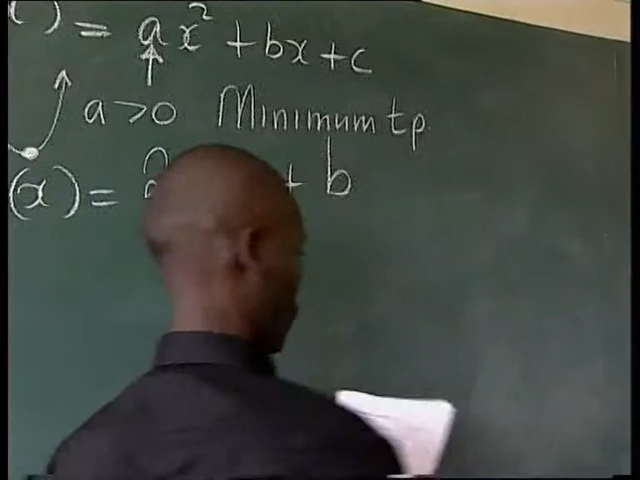 ( ) = ax² + bx + c
a > 0 Minimum tp.
(x) = 2 + b